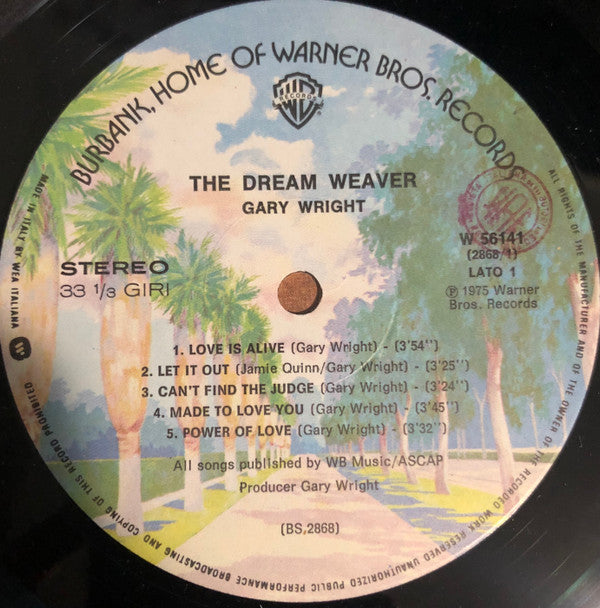 BURBANK, HOME OF WARNER BROS. RECORDS
RECORDS
THE DREAM WEAVER
GARY WRIGHT
W 56141
(2868/1)
STEREO
LATO 1
33 1/3 GIRI
℗ 1975 Warner
Bros. Records
1. LOVE IS ALIVE (Gary Wright) - (3'54")
2. LET IT OUT (Jamie Quinn/Gary Wright) - (3'25")
3. CAN'T FIND THE JUDGE (Gary Wright) - (3'24")
4. MADE TO LOVE YOU (Gary Wright) - (3'45")
5. POWER OF LOVE (Gary Wright) - (3'32")
All songs published by WB Music/ASCAP
Producer Gary Wright
(BS.2868)
MADE IN ITALY BY WEA ITALIANA
ALL RIGHTS OF THE MANUFACTURER AND OF THE OWNER OF THE RECORDED WORK RESERVED UNAUTHORIZED PUBLIC PERFORMANCE BROADCASTING AND COPYING OF THIS RECORD PROHIBITED